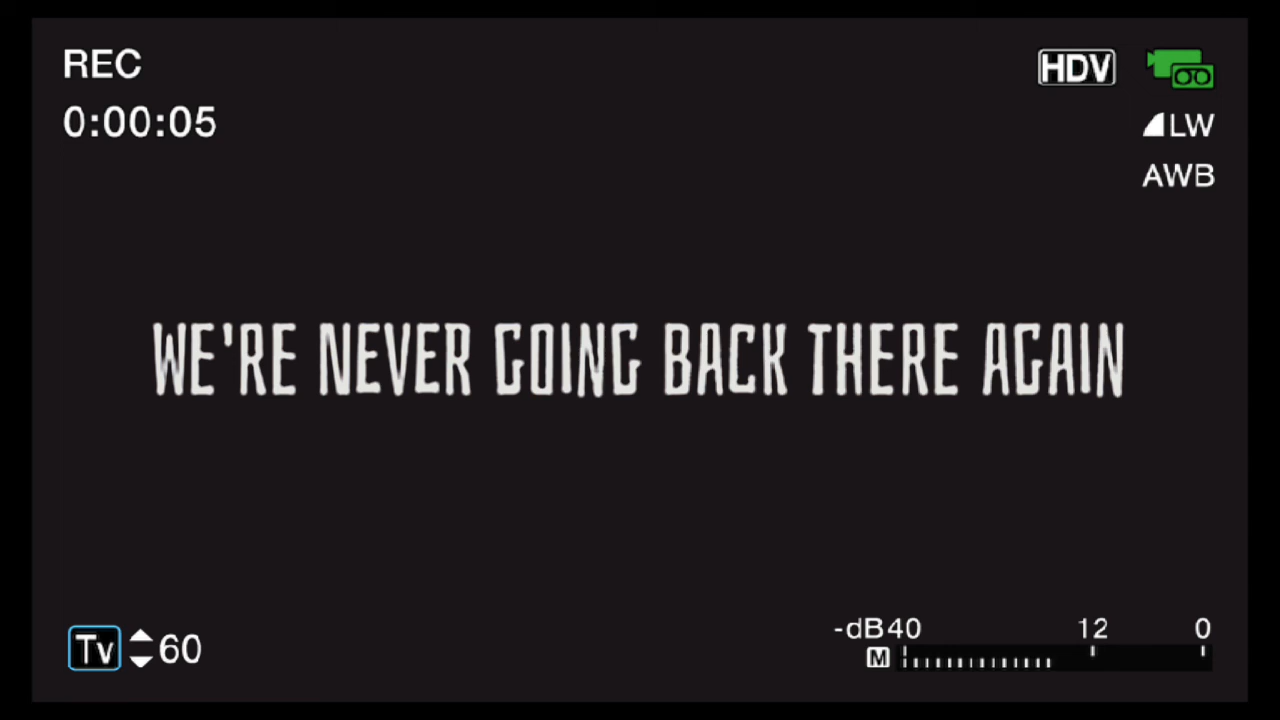 REC
HDV
0:00:05
LW
AWB
WE'RE NEVER GOING BACK THERE AGAIN
Tv 60
-dB40 12 0
M